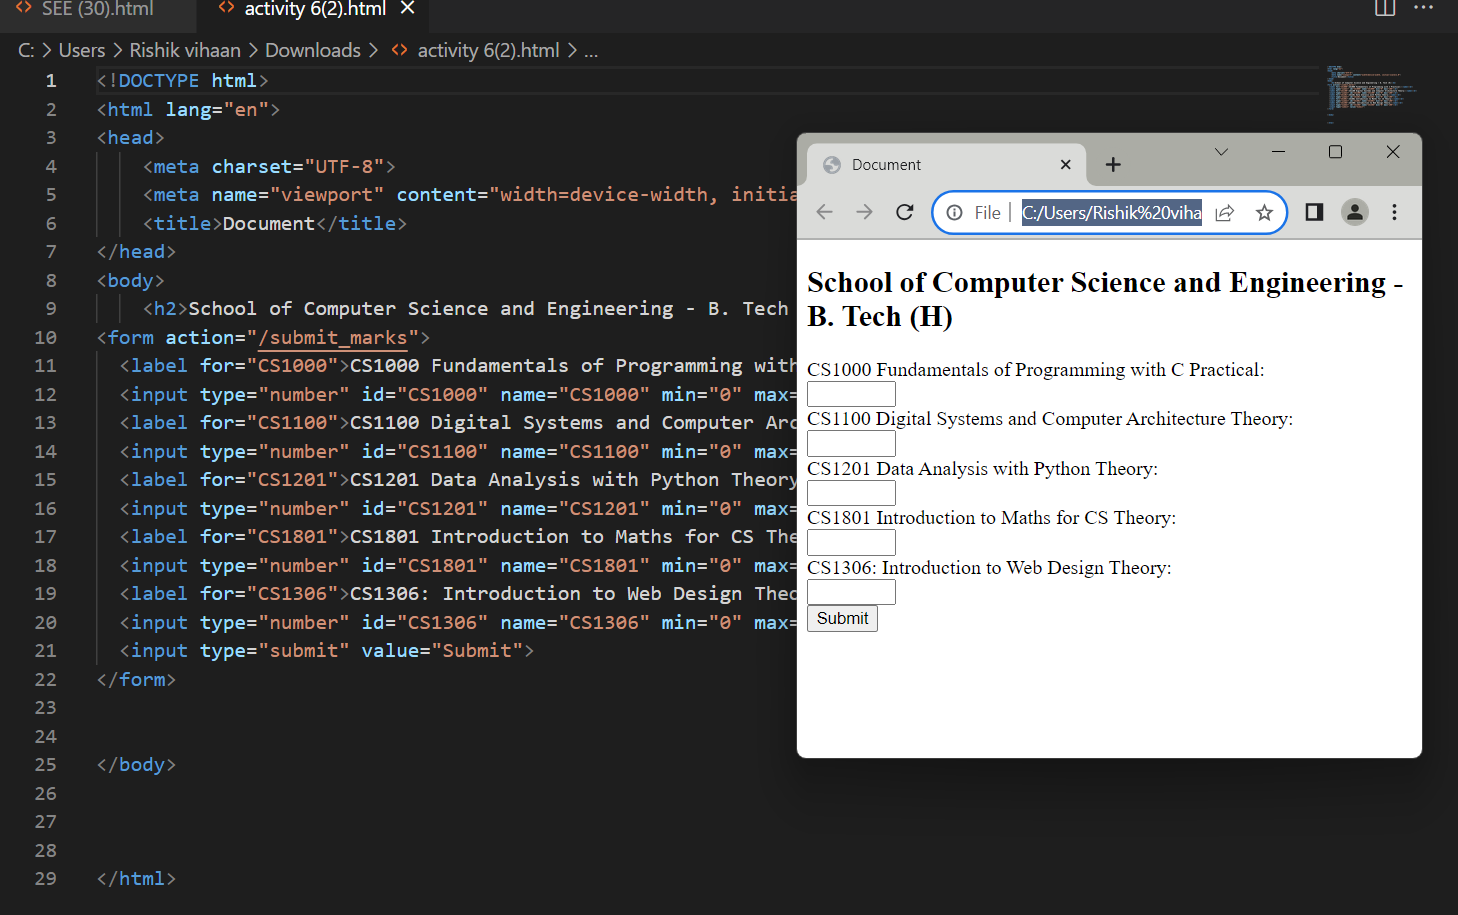 SEE (30).html
activity 6(2).html
C: > Users > Rishik vihaan > Downloads > <> activity 6(2).html > ...
1 <!DOCTYPE html>
2 <html lang="en">
3 <head>
4 <meta charset="UTF-8">
5 <meta name="viewport" content="width=device-width, initia
6 <title>Document</title>
7 </head>
8 <body>
9 <h2>School of Computer Science and Engineering - B. Tech
10 <form action="/submit_marks">
11 <label for="CS1000">CS1000 Fundamentals of Programming with
12 <input type="number" id="CS1000" name="CS1000" min="0" max=
13 <label for="CS1100">CS1100 Digital Systems and Computer Arc
14 <input type="number" id="CS1100" name="CS1100" min="0" max=
15 <label for="CS1201">CS1201 Data Analysis with Python Theory
16 <input type="number" id="CS1201" name="CS1201" min="0" max=
17 <label for="CS1801">CS1801 Introduction to Maths for CS The
18 <input type="number" id="CS1801" name="CS1801" min="0" max=
19 <label for="CS1306">CS1306: Introduction to Web Design Theo
20 <input type="number" id="CS1306" name="CS1306" min="0" max=
21 <input type="submit" value="Submit">
22 </form>
23
24
25 </body>
26
27
28
29 </html>
Document
File | C:/Users/Rishik%20viha
School of Computer Science and Engineering -
B. Tech (H)
CS1000 Fundamentals of Programming with C Practical:
CS1100 Digital Systems and Computer Architecture Theory:
CS1201 Data Analysis with Python Theory:
CS1801 Introduction to Maths for CS Theory:
CS1306: Introduction to Web Design Theory:
Submit